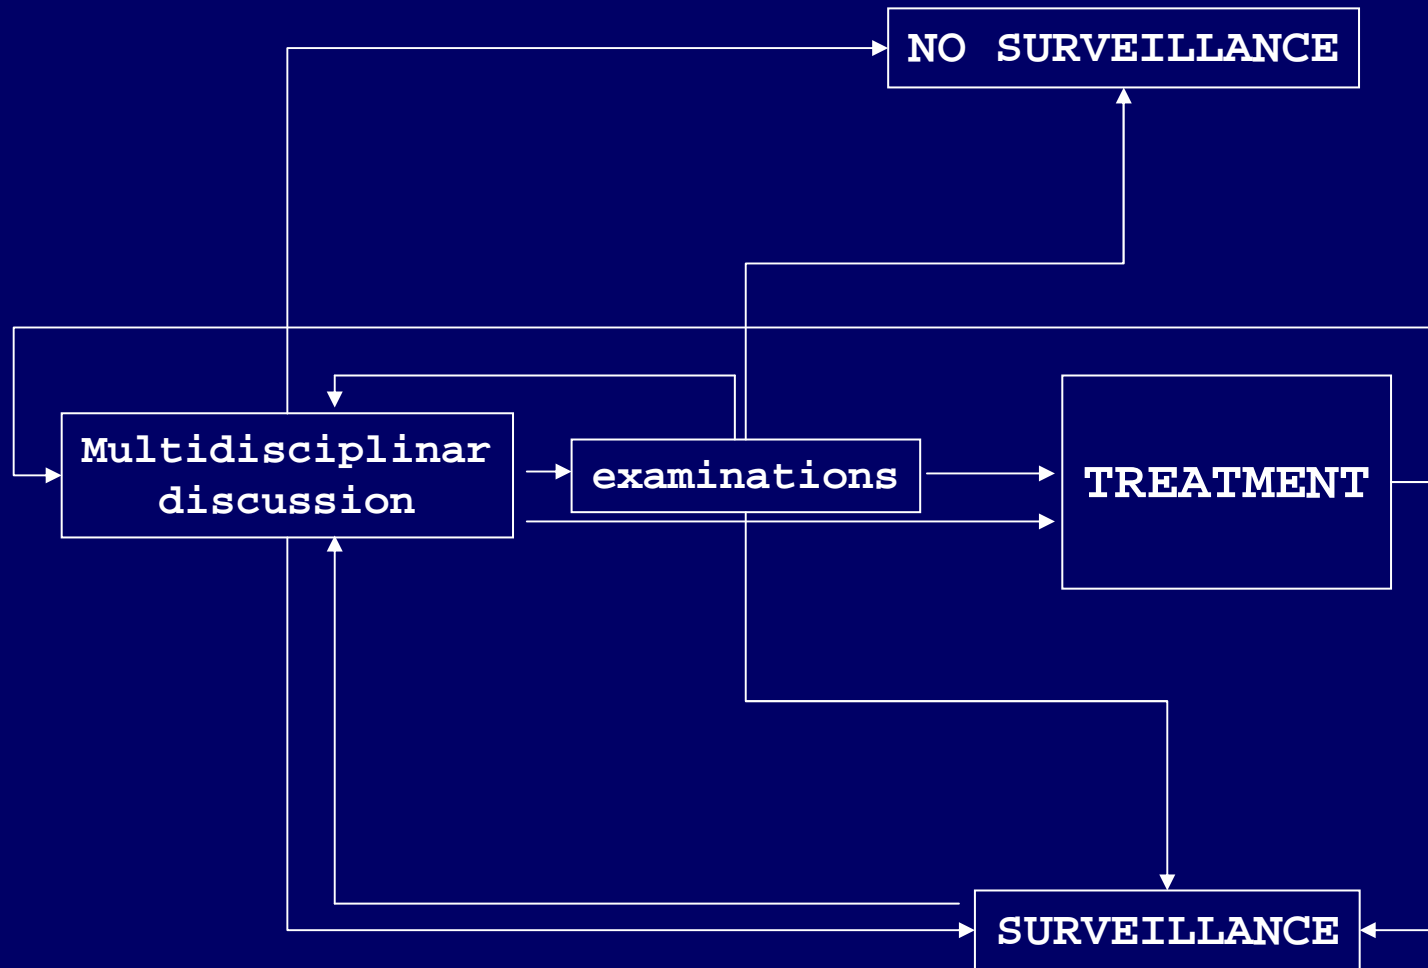 NO SURVEILLANCE
Multidisciplinar
discussion
examinations
TREATMENT
SURVEILLANCE